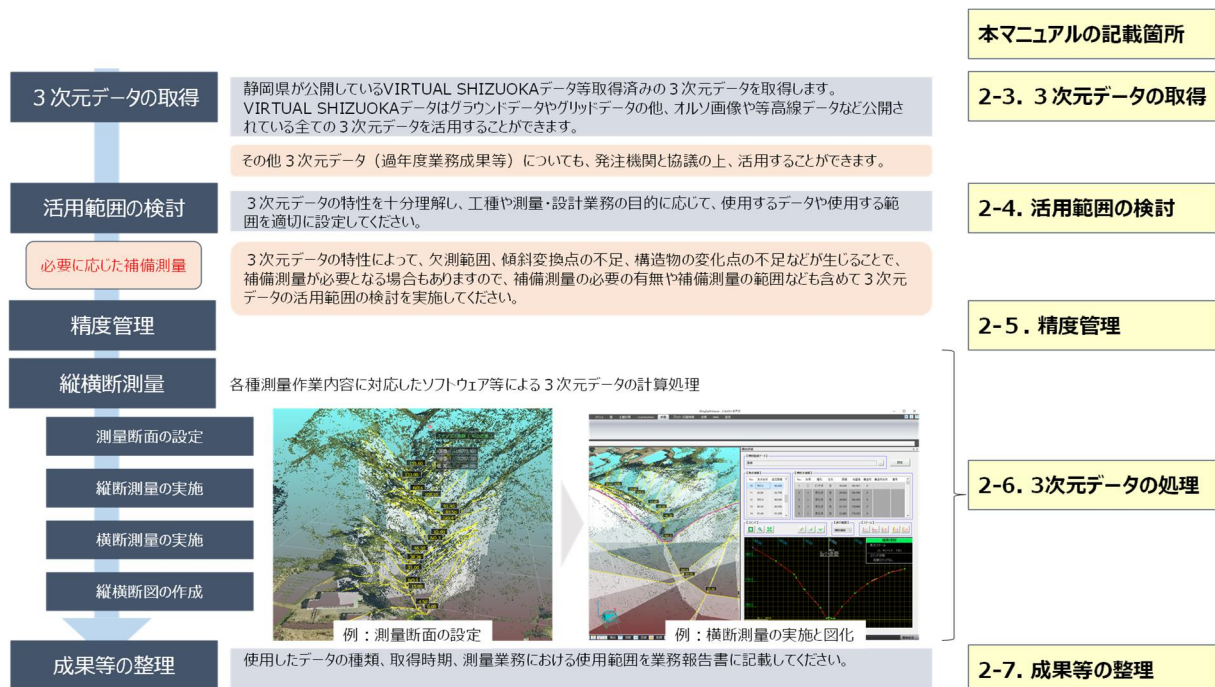 本マニュアルの記載箇所
3次元データの取得
静岡県が公開しているVIRTUAL SHIZUOKAデータ等取得済みの3次元データを取得します。
VIRTUAL SHIZUOKAデータはグラウンドデータやグリッドデータの他、オルソ画像や等高線データなど公開さ
れている全ての3次元データを活用することができます。
2-3. 3次元データの取得
その他3次元データ（過年度業務成果等）についても、発注機関と協議の上、活用することができます。
活用範囲の検討
3次元データの特性を十分理解し、工種や測量・設計業務の目的に応じて、使用するデータや使用する範
囲を適切に設定してください。
2-4. 活用範囲の検討
必要に応じた補備測量
3次元データの特性によって、欠測範囲、傾斜変換点の不足、構造物の変化点の不足などが生じることで、
補備測量が必要となる場合もありますので、補備測量の必要の有無や補備測量の範囲なども含めて3次元
データの活用範囲の検討を実施してください。
精度管理
2-5. 精度管理
縦横断測量
各種測量作業内容に対応したソフトウェア等による3次元データの計算処理
測量断面の設定
縦断測量の実施
横断測量の実施
縦横断図の作成
2-6. 3次元データの処理
例：測量断面の設定
例：横断測量の実施と図化
成果等の整理
使用したデータの種類、取得時期、測量業務における使用範囲を業務報告書に記載してください。
2-7. 成果等の整理